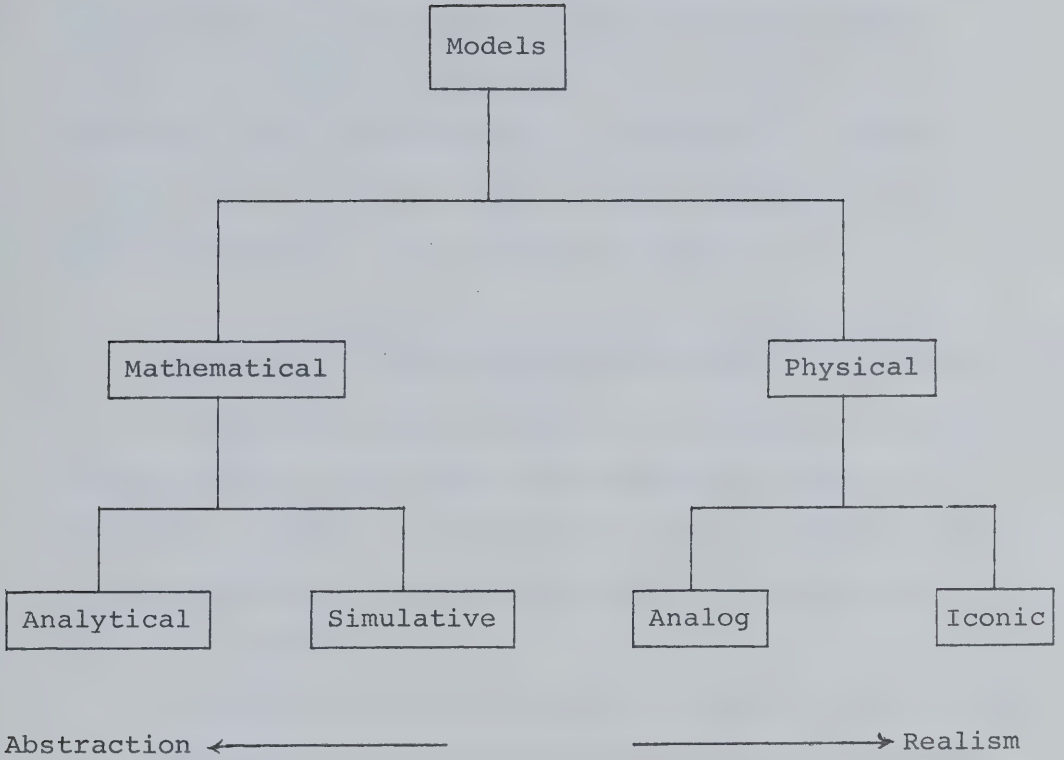 Models
Mathematical Physical
Analytical Simulative Analog Iconic
Abstraction Realism